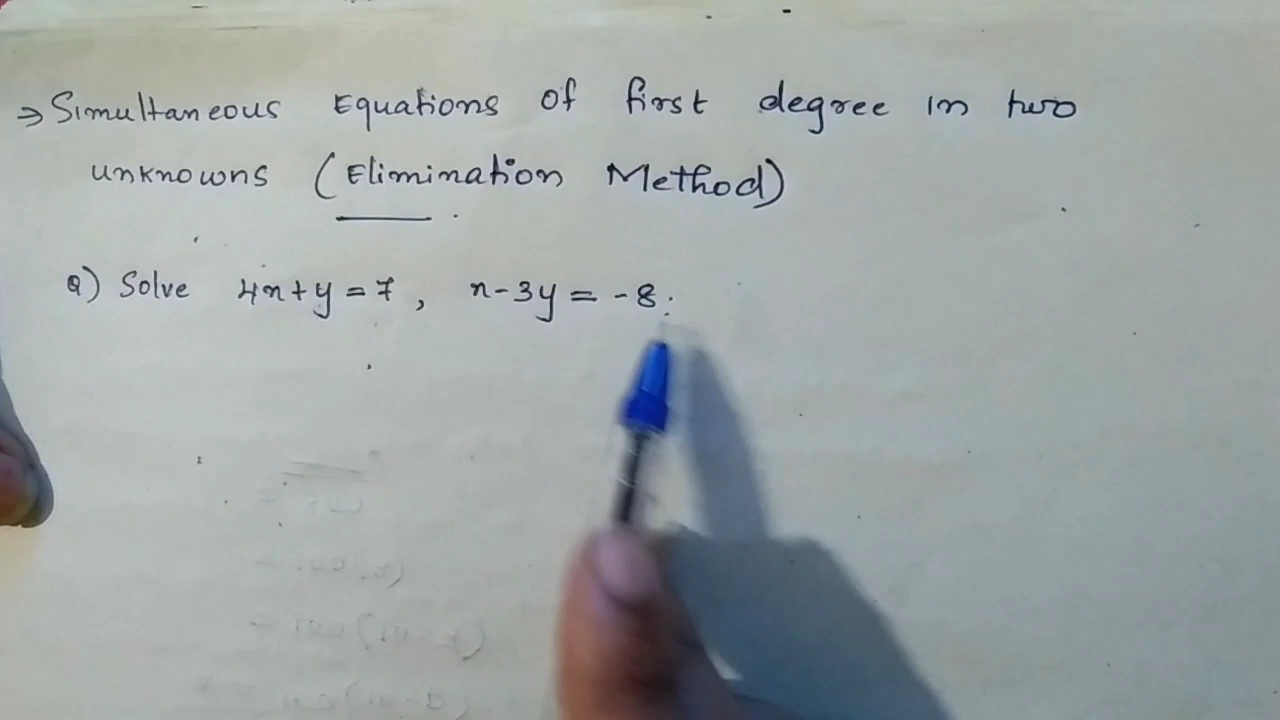 ⇒ Simultaneous Equations of first degree in two
unknowns (Elimination Method)
Q) Solve 4x+y=7, x-3y=-8.